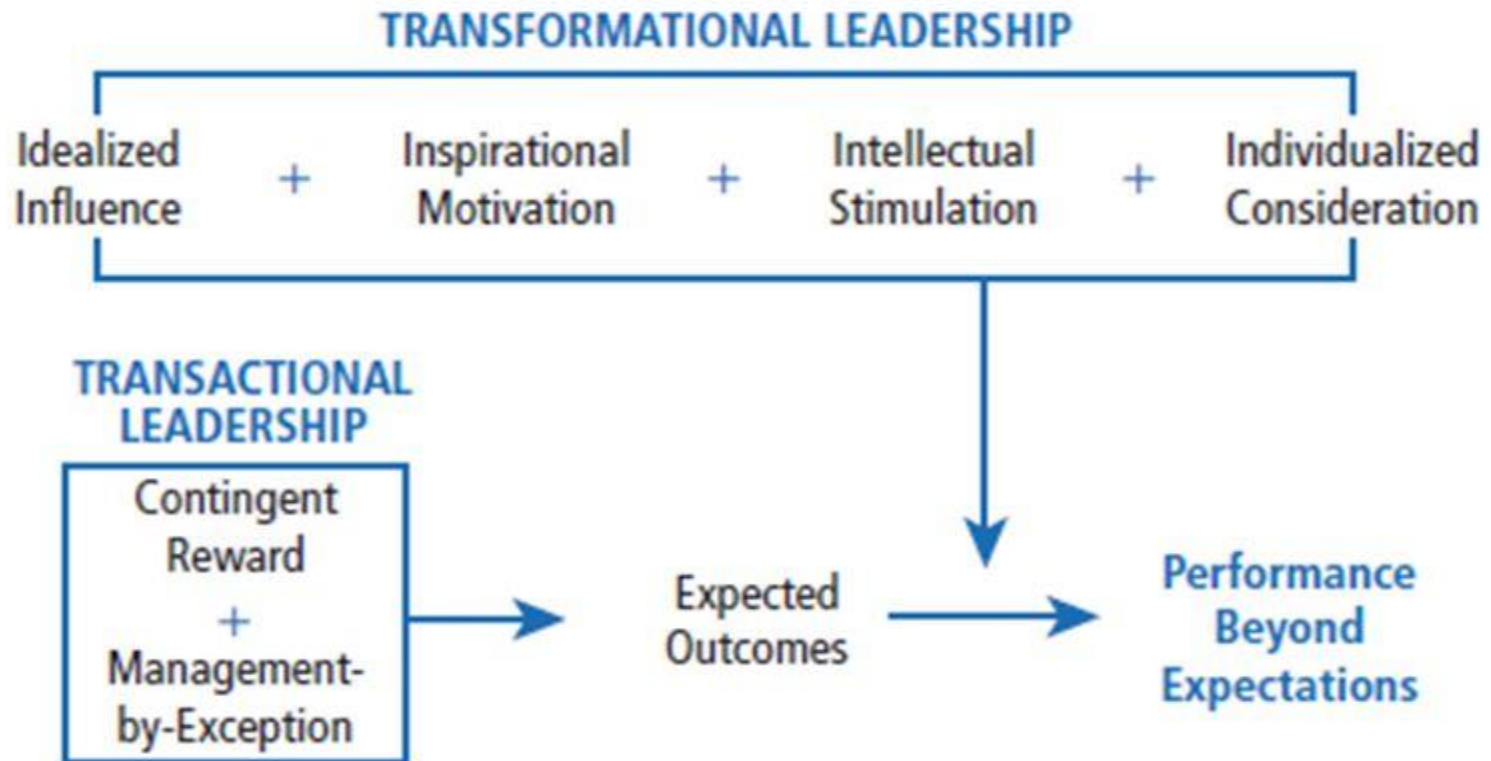 TRANSFORMATIONAL LEADERSHIP
Idealized
Influence
+
Inspirational
Motivation
+
Intellectual
Stimulation
+
Individualized
Consideration
TRANSACTIONAL
LEADERSHIP
Contingent
Reward
+
Management-
by-Exception
Expected
Outcomes
Performance
Beyond
Expectations